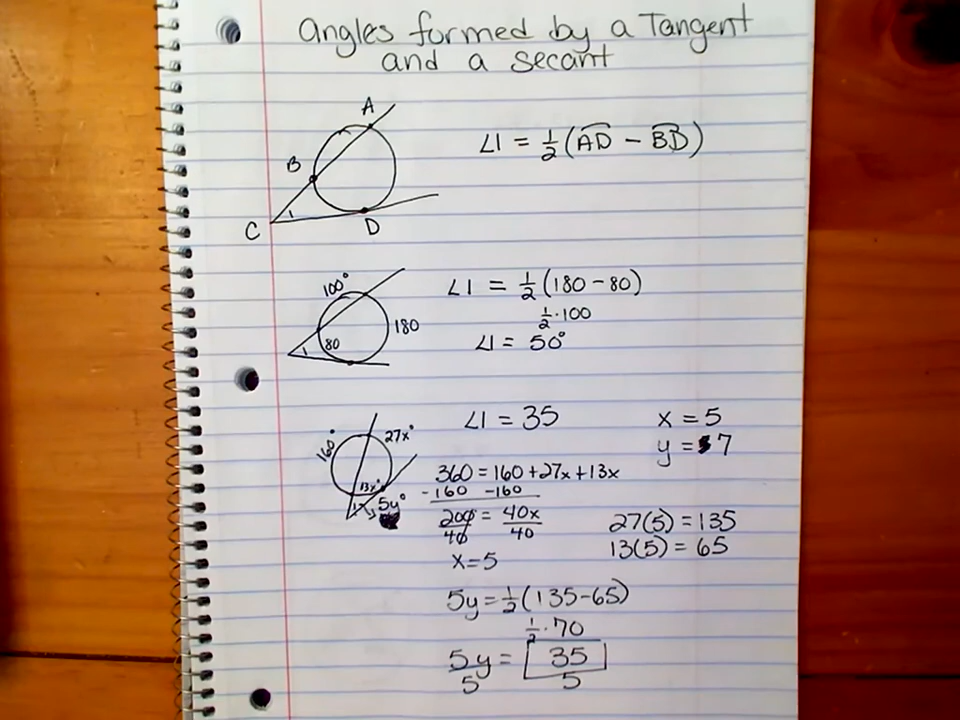 Angles formed by a Tangent
and a secant
A
B
C
1
D
∠1 = ½(AD − BD)
100°
180
80
1
∠1 = ½(180 − 80)
½ · 100
∠1 = 50°
160°
27x°
13x°
1
5y°
∠1 = 35
x = 5
y = 7
360 = 160 + 27x + 13x
-160 -160
200 = 40x
40 40
x = 5
27(5) = 135
13(5) = 65
5y = ½(135 − 65)
½ · 70
5y = 35
5 5